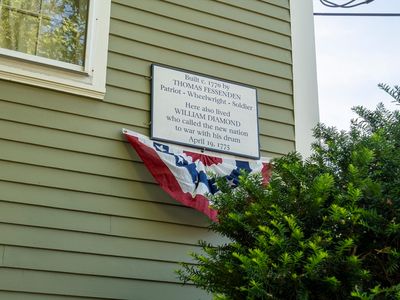 Built c. 1770 by
THOMAS FESSENDEN
Patriot - Wheelwright - Soldier
Here also lived
WILLIAM DIAMOND
who called the new nation
to war with his drum
April 19, 1775